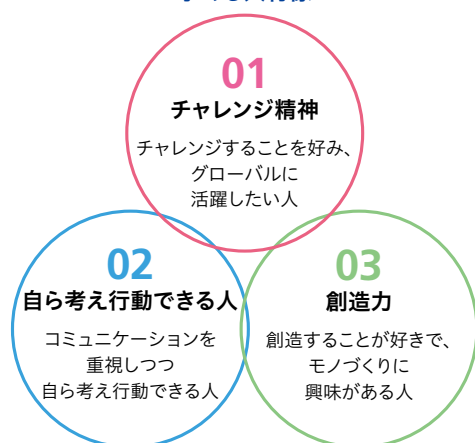 01
チャレンジ精神
チャレンジすることを好み、
グローバルに
活躍したい人
02
自ら考え行動できる人
コミュニケーションを
重視しつつ
自ら考え行動できる人
03
創造力
創造することが好きで、
モノづくりに
興味がある人